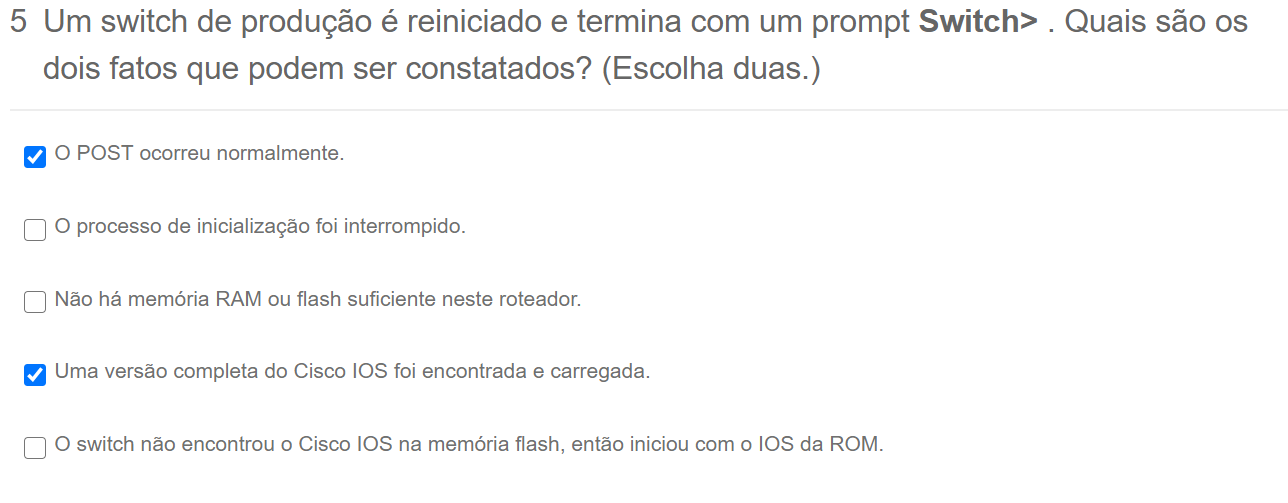 5 Um switch de produção é reiniciado e termina com um prompt Switch> . Quais são os
dois fatos que podem ser constatados? (Escolha duas.)
O POST ocorreu normalmente.
O processo de inicialização foi interrompido.
Não há memória RAM ou flash suficiente neste roteador.
Uma versão completa do Cisco IOS foi encontrada e carregada.
O switch não encontrou o Cisco IOS na memória flash, então iniciou com o IOS da ROM.